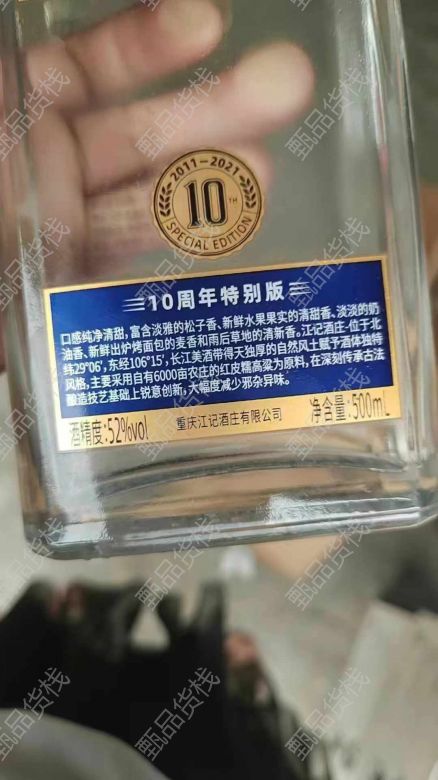 2011-2021
10TH
SPECIAL EDITION
10周年特别版
口感纯净清甜，富含淡雅的松子香、新鲜水果果实的清甜香、淡淡的奶
油香、新鲜出炉烤面包的麦香和雨后草地的清新香。江记酒庄-位于北
纬29°06′，东经106°15′，长江美酒带得天独厚的自然风土赋予酒体独特
风格，主要采用自有6000亩农庄的红皮糯高粱为原料，在深刻传承古法
酿造技艺基础上锐意创新，大幅度减少邪杂异味。
酒精度:52%vol
重庆江记酒庄有限公司
净含量:500mL
甄品货栈